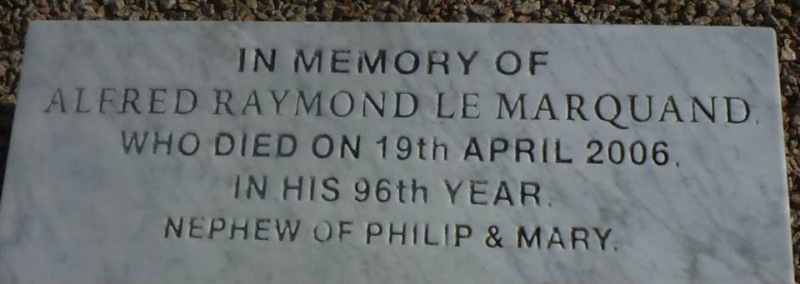 IN MEMORY OF
ALFRED RAYMOND LE MARQUAND.
WHO DIED ON 19th APRIL 2006.
IN HIS 96th YEAR.
NEPHEW OF PHILIP & MARY.